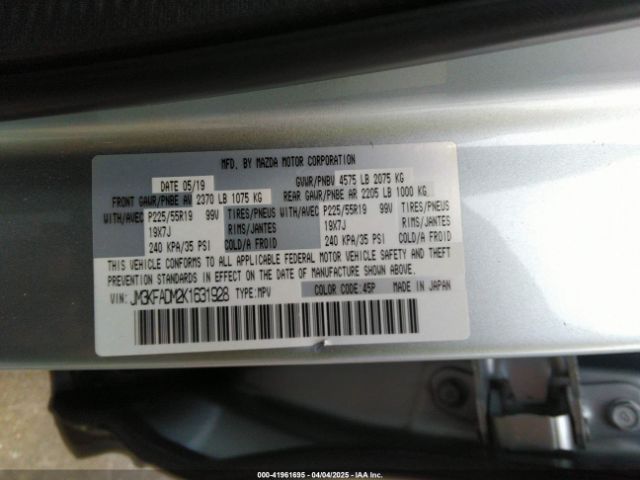 MFD. BY MAZDA MOTOR CORPORATION
DATE 05/19 GVWR/PNBV 4575 LB 2075 KG
FRONT GAWR/PNBE AV 2370 LB 1075 KG REAR GAWR/PNBE AR 2205 LB 1000 KG
WITH/AVEC P225/55R19 99V TIRES/PNEUS P225/55R19 99V TIRES/PNEUS
19X7J RIMS/JANTES 19X7J RIMS/JANTES
240 KPA/35 PSI COLD/A FROID 240 KPA/35 PSI COLD/A FROID
THIS VEHICLE CONFORMS TO ALL APPLICABLE FEDERAL MOTOR VEHICLE SAFETY AND THEFT
PREVENTION STANDARDS IN EFFECT ON THE DATE OF MANUFACTURE SHOWN ABOVE.
VIN: JM3KFADM2K1631928 TYPE:MPV COLOR CODE:45P MADE IN JAPAN
000-41961695 - 04/04/2025 - IAA Inc.